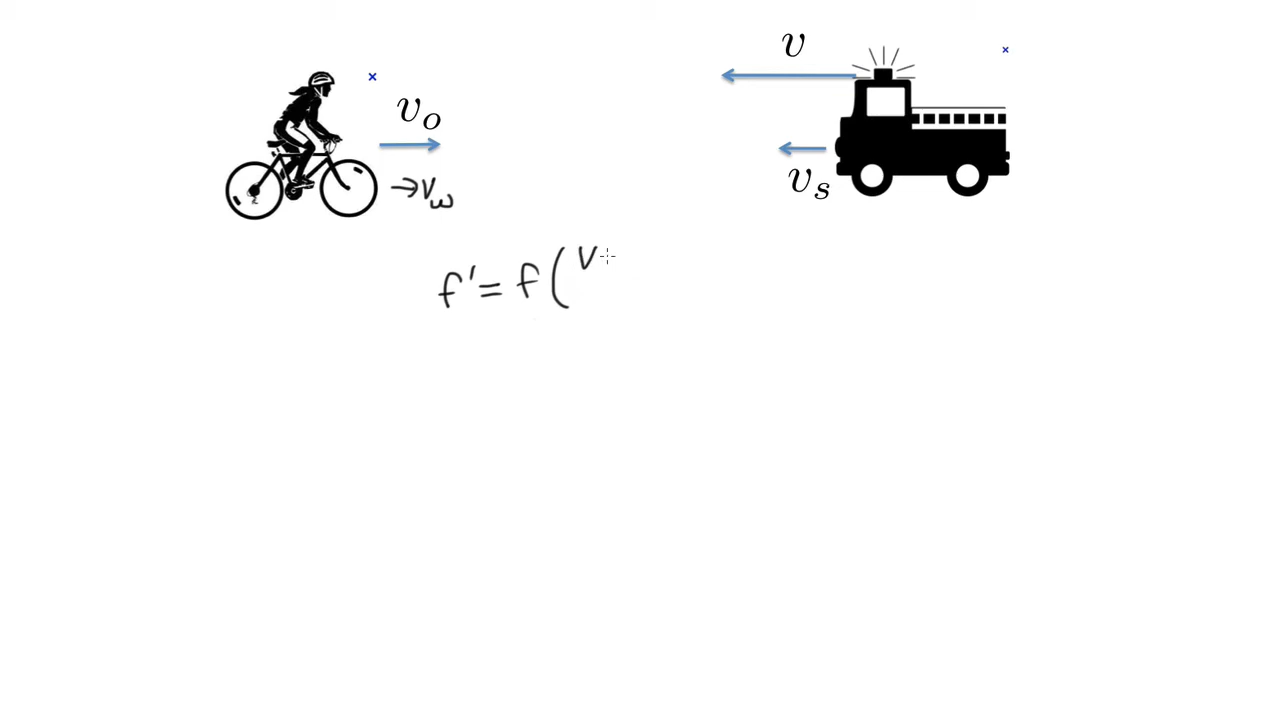 v
v_o
v_s
→v_w
f' = f ( v